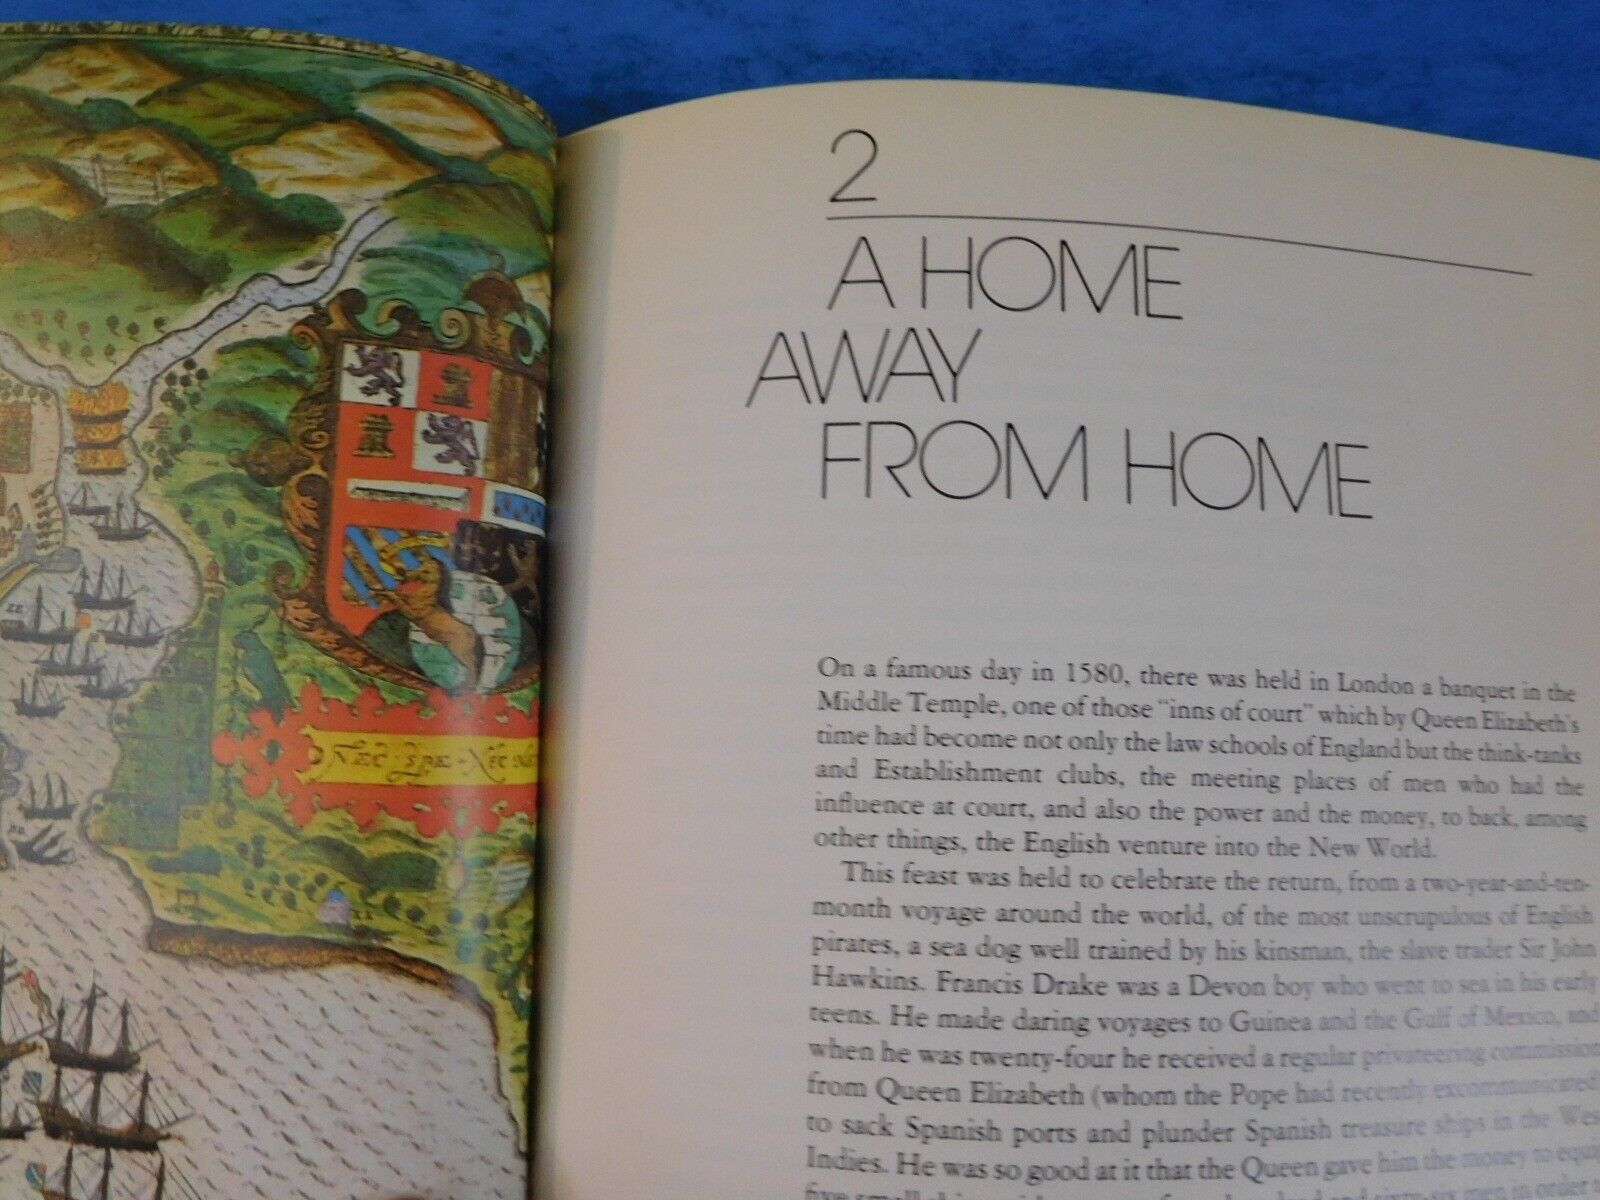 2
A HOME
AWAY
FROM HOME
On a famous day in 1580, there was held in London a banquet in the
Middle Temple, one of those "inns of court" which by Queen Elizabeth's
time had become not only the law schools of England but the think-tanks
and Establishment clubs, the meeting places of men who had the
influence at court, and also the power and the money, to back, among
other things, the English venture into the New World.
This feast was held to celebrate the return, from a two-year-and-ten-
month voyage around the world, of the most unscrupulous of English
pirates, a sea dog well trained by his kinsman, the slave trader Sir John
Hawkins. Francis Drake was a Devon boy who went to sea in his early
teens. He made daring voyages to Guinea and the Gulf of Mexico, and
when he was twenty-four he received a regular privateering commission
from Queen Elizabeth (whom the Pope had recently excommunicated)
to sack Spanish ports and plunder Spanish treasure ships in the Wes
Indies. He was so good at it that the Queen gave him the money to equip
five small